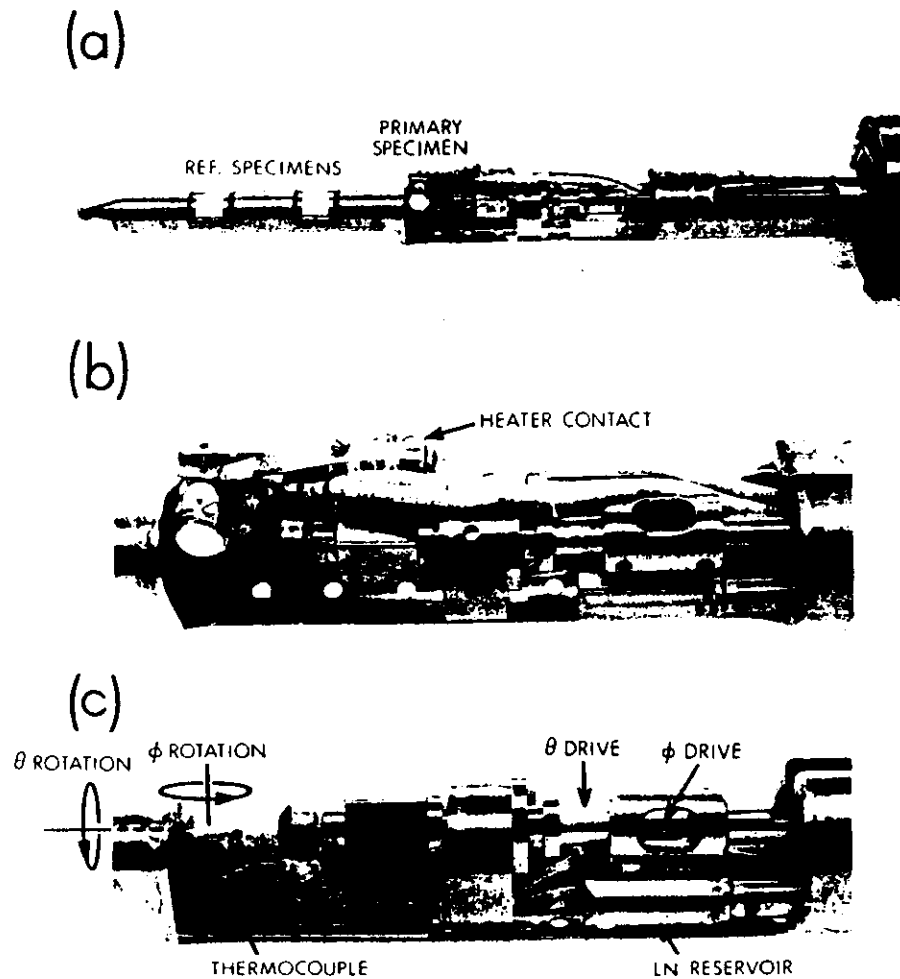 (a)
PRIMARY
SPECIMEN
REF. SPECIMENS
(b)
HEATER CONTACT
(c)
θ ROTATION
ϕ ROTATION
θ DRIVE
ϕ DRIVE
THERMOCOUPLE
LN RESERVOIR